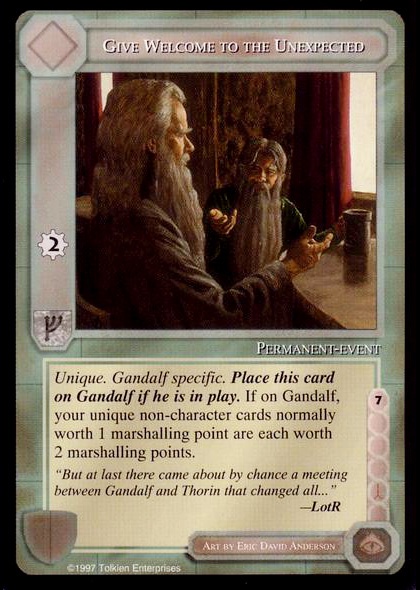 GIVE WELCOME TO THE UNEXPECTED
2
PERMANENT-EVENT
Unique. Gandalf specific. Place this card
on Gandalf if he is in play. If on Gandalf,
your unique non-character cards normally
worth 1 marshalling point are each worth
2 marshalling points.
7
"But at last there came about by chance a meeting
between Gandalf and Thorin that changed all..."
—LotR
ART BY ERIC DAVID ANDERSON
©1997 Tolkien Enterprises